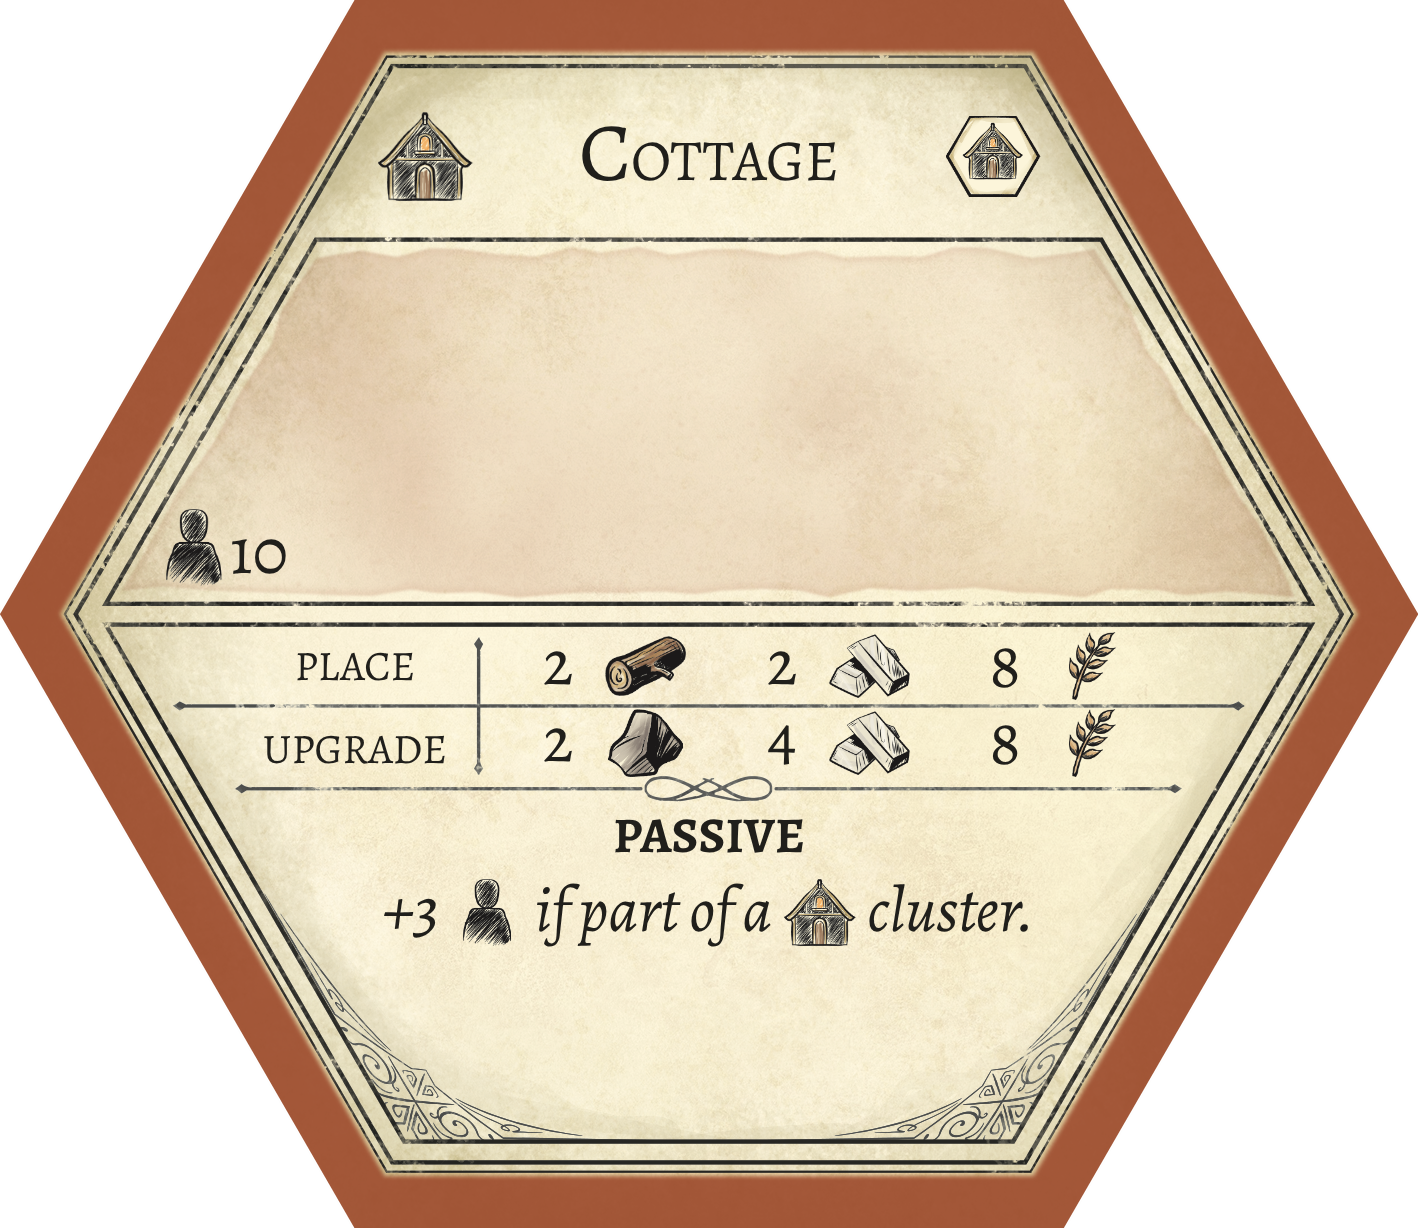 Cottage
10
PLACE 2 2 8
UPGRADE 2 4 8
PASSIVE
+3 if part of a cluster.